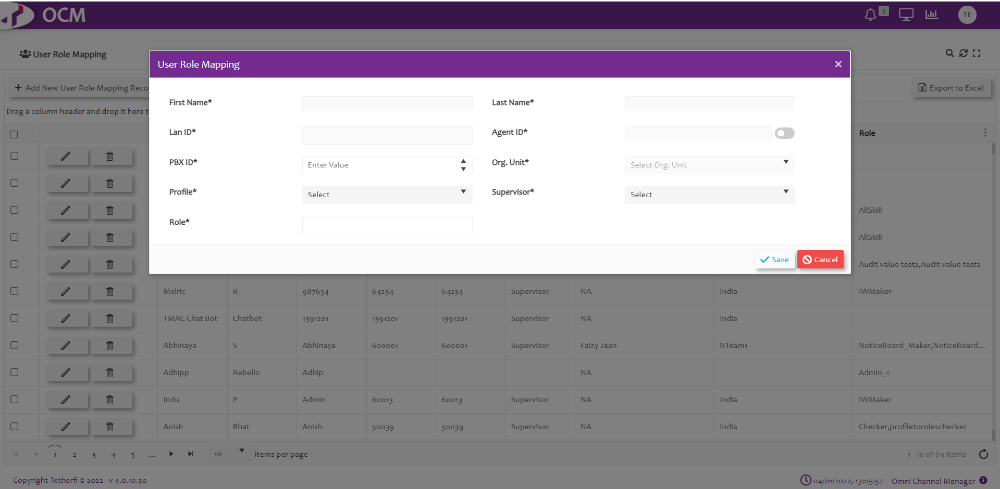 OCM
3
TE
User Role Mapping
User Role Mapping
×
+ Add New User Role Mapping Reco
Export to Excel
Drag a column header and drop it here t
First Name*
Last Name*
Lan ID*
Agent ID*
PBX ID*
Enter Value
Org. Unit*
Select Org. Unit
Profile*
Select
Supervisor*
Select
Role*
Save
Cancel
Role
AllSkill
AllSkill
Audit value test2,Audit value test2
Melric R 987654 64234 64234 Supervisor NA India IWMaker
TMAC Chat Bot Chatbot 1391201 1391201 1391201 Supervisor NA India
Abhinaya S Abhinaya 600001 600001 Supervisor Faizy Jaan NTeam1 NoticeBoard_Maker,NoticeBoard...
Adhipp Rebello Adhip NA Admin_1
Indu P Admin 60013 60013 Supervisor NA India IWMaker
Anish Bhat Anish 50039 50039 Supervisor NA India Checker,profiletoroleschecker
1 2 3 4 5 ... 10 items per page
1 - 10 of 69 items
Copyright Tetherfi © 2022 - v 4.0.10.30
04/01/2022, 13:05:52 Omni Channel Manager